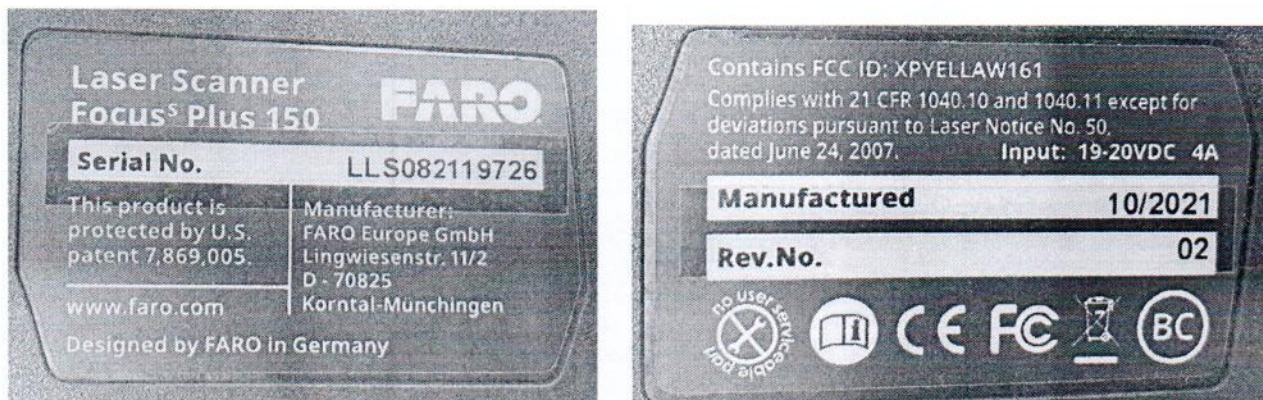 Laser Scanner
Focusˢ Plus 150
FARO
Serial No. LLS082119726
This product is
protected by U.S.
patent 7,869,005.
www.faro.com
Manufacturer:
FARO Europe GmbH
Lingwiesenstr. 11/2
D - 70825
Korntal-Münchingen
Designed by FARO in Germany
Contains FCC ID: XPYELLAW161
Complies with 21 CFR 1040.10 and 1040.11 except for
deviations pursuant to Laser Notice No. 50,
dated June 24, 2007. Input: 19-20VDC 4A
Manufactured 10/2021
Rev.No. 02
no user serviceable part
CE FC BC